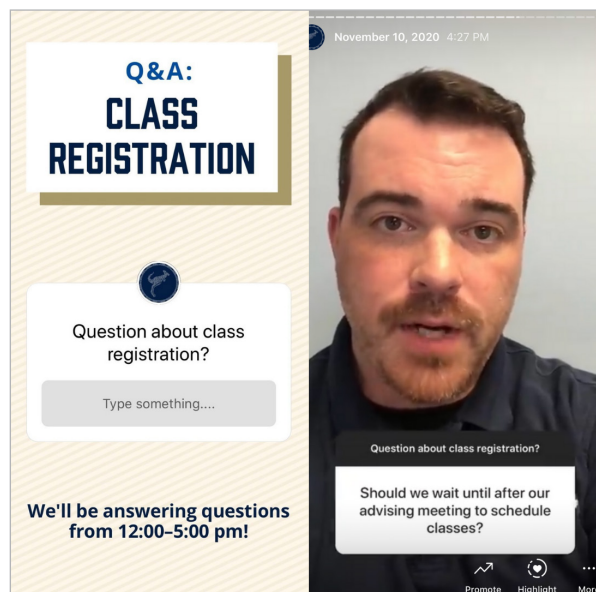 Q&A:
CLASS
REGISTRATION
Question about class
registration?
Type something....
We'll be answering questions
from 12:00–5:00 pm!
November 10, 2020 4:27 PM
Question about class registration?
Should we wait until after our
advising meeting to schedule
classes?
Promote Highlight More